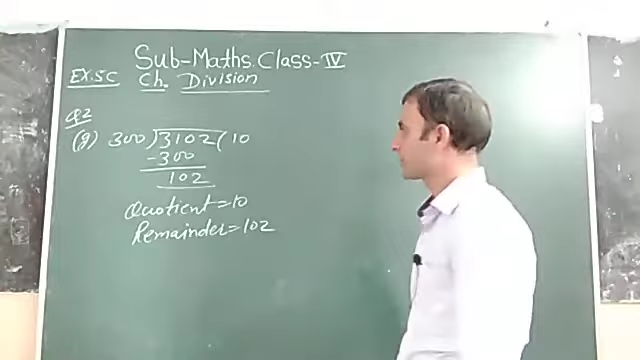 Sub-Maths Class-IV
EX.5C Ch. Division
Q2
(g) 300)3102(10
-300
102
Quotient=10
Remainder=102